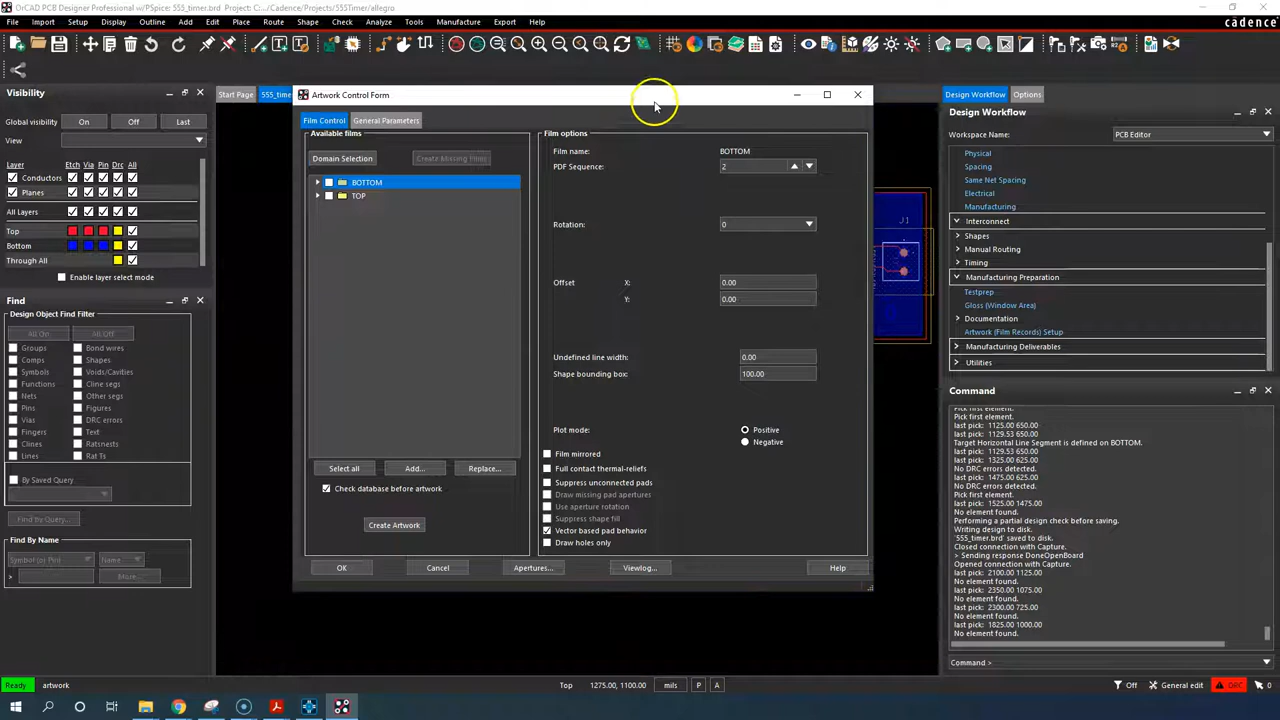 OrCAD PCB Designer Professional w/PSpice: 555_timer.brd  Project: C:.../Cadence/Projects/555Timer/allegro
File Import Setup Display Outline Add Edit Place Route Shape Check Analyze Tools Manufacture Export Help
cadence
Visibility
Start Page 555_time
Artwork Control Form
Design Workflow Options
Global visibility On Off Last
View
Layer Etch Via Pin Drc All
Conductors
Planes
All Layers
Top
Bottom
Through All
Enable layer select mode
Find
Design Object Find Filter
All On All Off
Groups Bond wires
Comps Shapes
Symbols Voids/Cavities
Functions Cline segs
Nets Other segs
Pins Figures
Vias DRC errors
Fingers Text
Clines Ratsnests
Lines Rat Ts
By Saved Query
Find By Query...
Find By Name
Symbol (or Pin) Name
> More...
Film Control General Parameters
Available films
Domain Selection Create Missing Films
BOTTOM
TOP
Select all Add... Replace...
Check database before artwork
Create Artwork
Film options
Film name: BOTTOM
PDF Sequence: 2
Rotation: 0
Offset X: 0.00
Y: 0.00
Undefined line width: 0.00
Shape bounding box: 100.00
Plot mode: Positive
Negative
Film mirrored
Full contact thermal-reliefs
Suppress unconnected pads
Draw missing pad apertures
Use aperture rotation
Suppress shape fill
Vector based pad behavior
Draw holes only
OK Cancel Apertures... Viewlog... Help
J1
Design Workflow
Workspace Name: PCB Editor
Physical
Spacing
Same Net Spacing
Electrical
Manufacturing
Interconnect
Shapes
Manual Routing
Timing
Manufacturing Preparation
Testprep
Gloss (Window Area)
Documentation
Artwork (Film Records) Setup
Manufacturing Deliverables
Utilities
Command
Pick first element.
Pick first element.
last pick: 1125.00 650.00
last pick: 1129.53 650.00
Target Horizontal Line Segment is defined on BOTTOM.
last pick: 1129.53 650.00
last pick: 1325.00 625.00
No DRC errors detected.
last pick: 1475.00 625.00
No DRC errors detected.
Pick first element.
last pick: 1525.00 1475.00
No element found.
Performing a partial design check before saving.
Writing design to disk.
'555_timer.brd' saved to disk.
Closed connection with Capture.
> Sending response DoneOpenBoard
Opened connection with Capture.
last pick: 2100.00 1125.00
No element found.
last pick: 2350.00 1075.00
No element found.
last pick: 2300.00 725.00
No element found.
last pick: 1825.00 1000.00
No element found.
Command >
Ready artwork Top 1275.00, 1100.00 mils P A Off General edit DRC 0